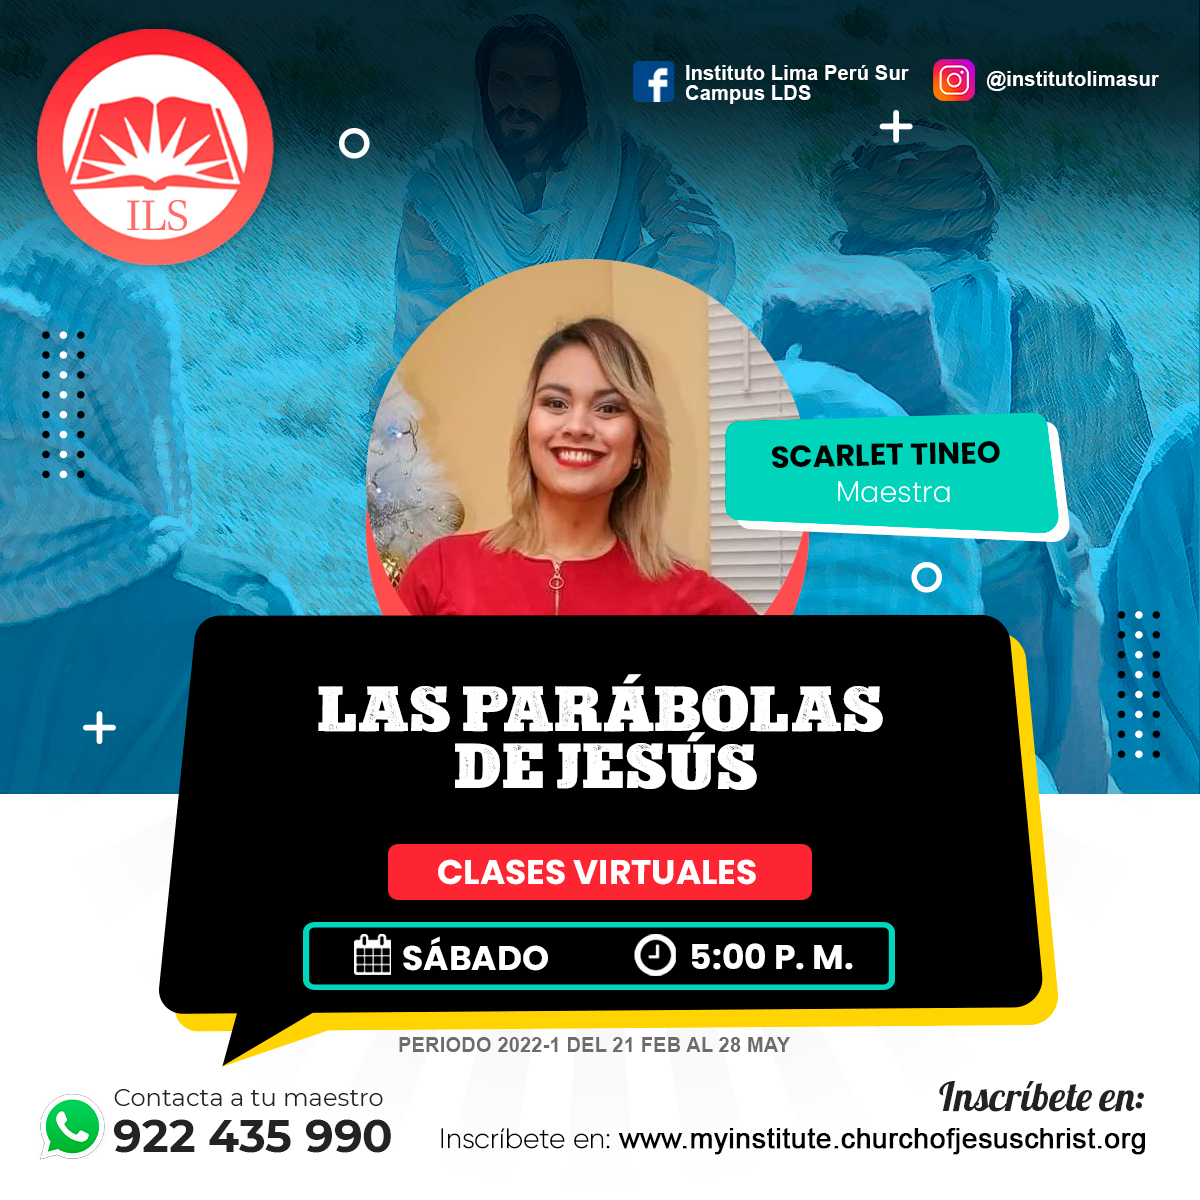 ILS
Instituto Lima Perú Sur
Campus LDS
@institutolimasur
SCARLET TINEO
Maestra
LAS PARÁBOLAS
DE JESÚS
CLASES VIRTUALES
SÁBADO
5:00 P. M.
PERIODO 2022-1 DEL 21 FEB AL 28 MAY
Contacta a tu maestro
922 435 990
Inscríbete en:
Inscríbete en: www.myinstitute.churchofjesuschrist.org